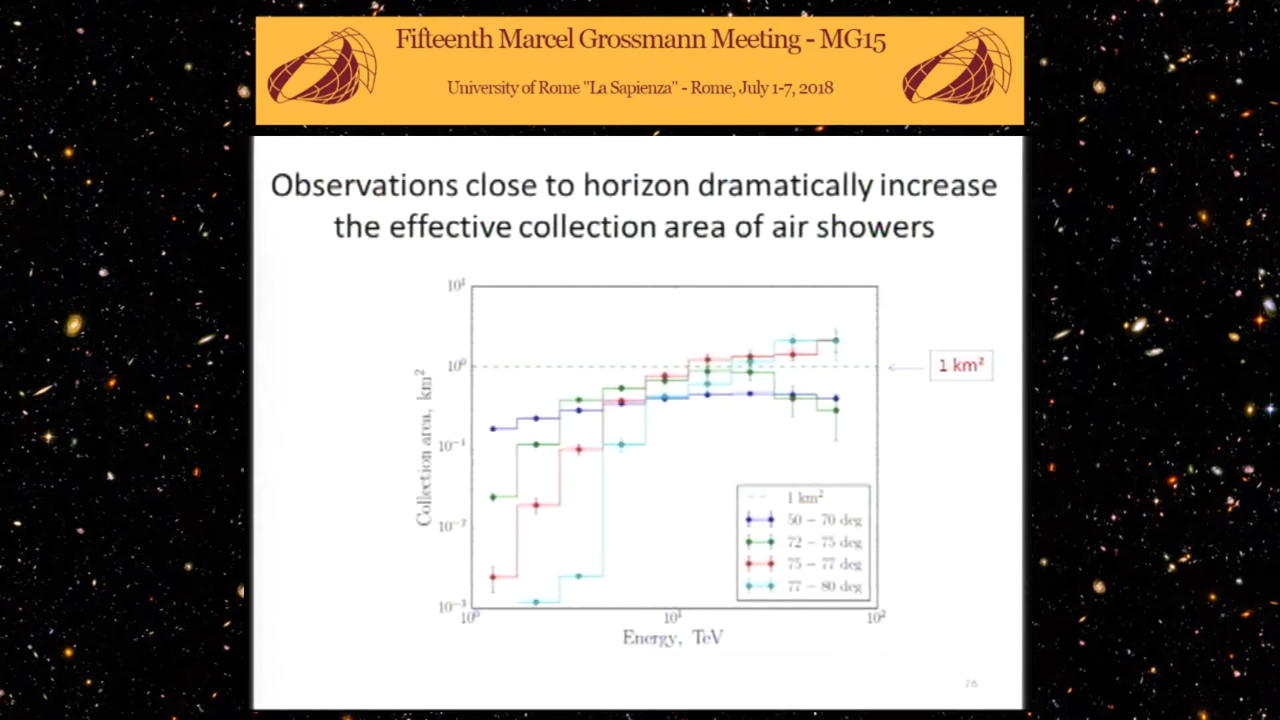 Fifteenth Marcel Grossmann Meeting - MG15
University of Rome "La Sapienza" - Rome, July 1-7, 2018
Observations close to horizon dramatically increase
the effective collection area of air showers
10¹
10⁰
10⁻¹
10⁻²
10⁻³
Collection area, km²
1 km²
1 km²
50 – 70 deg
72 – 75 deg
75 – 77 deg
77 – 80 deg
10⁰ 10¹ 10²
Energy, TeV